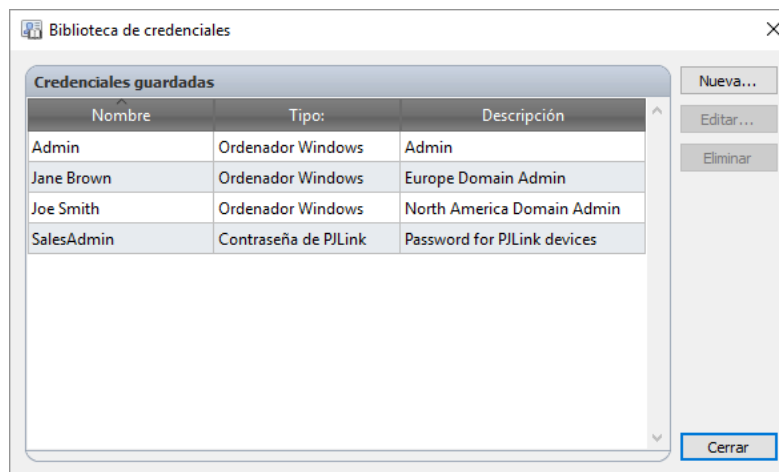 Biblioteca de credenciales
Credenciales guardadas
Nombre Tipo: Descripción
Admin Ordenador Windows Admin
Jane Brown Ordenador Windows Europe Domain Admin
Joe Smith Ordenador Windows North America Domain Admin
SalesAdmin Contraseña de PJLink Password for PJLink devices
Nueva...
Editar...
Eliminar
Cerrar